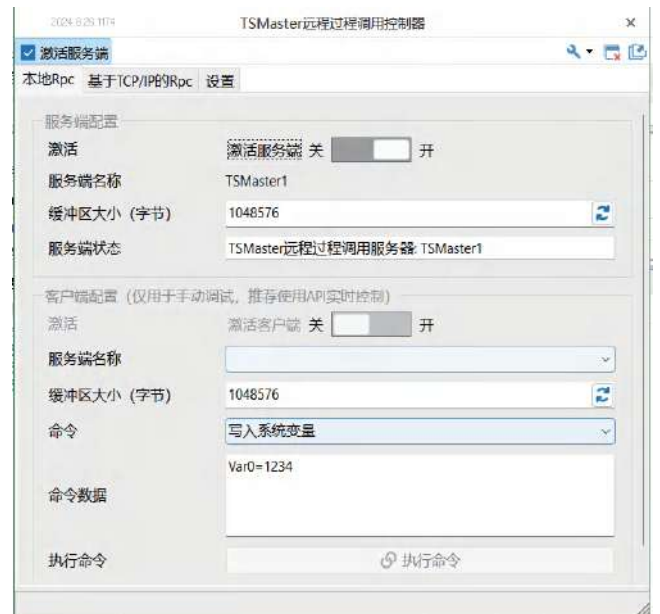 TSMaster远程过程调用控制器
激活服务端
本地Rpc 基于TCP/IP的Rpc 设置
服务端配置
激活 激活服务端 关 开
服务端名称 TSMaster1
缓冲区大小（字节） 1048576
服务端状态 TSMaster远程过程调用服务器: TSMaster1
客户端配置（仅用于手动调试，推荐使用API实时控制）
激活 激活客户端 关 开
服务端名称
缓冲区大小（字节） 1048576
命令 写入系统变量
命令数据 Var0=1234
执行命令 执行命令